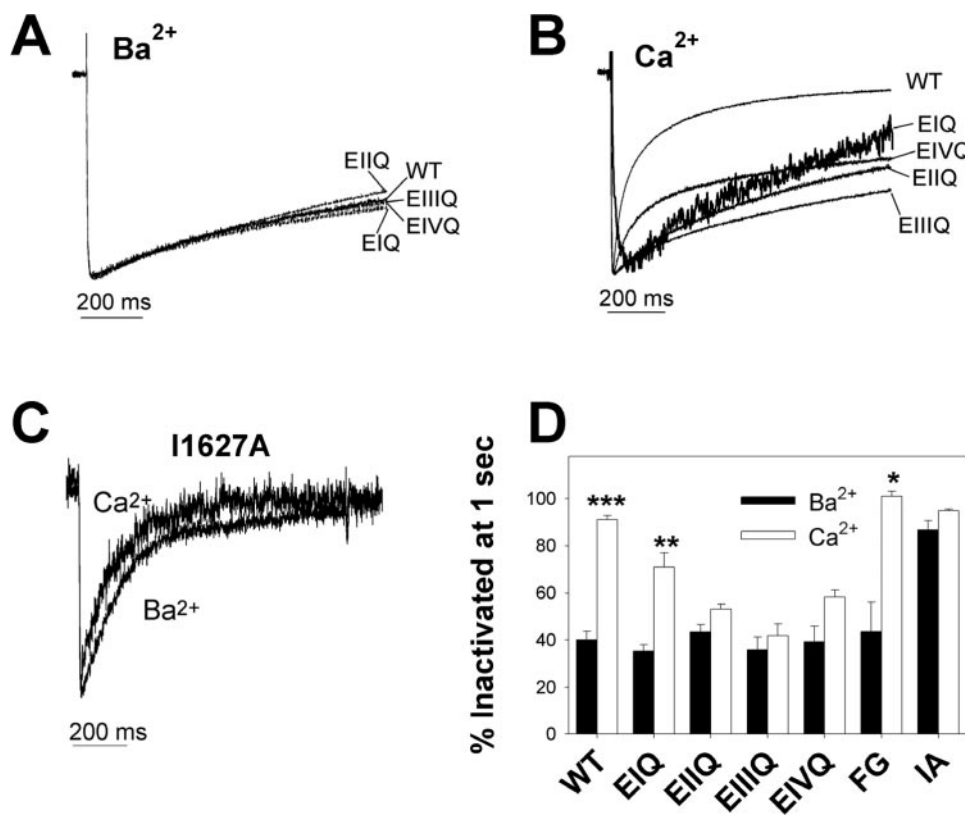 A
Ba2+
EIIQ
WT
EIIIQ
EIVQ
EIQ
200 ms
B
Ca2+
WT
EIQ
EIVQ
EIIQ
EIIIQ
200 ms
C
I1627A
Ca2+
Ba2+
200 ms
D
% Inactivated at 1 sec
100
80
60
40
20
0
***
**
*
Ba2+
Ca2+
WT
EIQ
EIIQ
EIIIQ
EIVQ
FG
IA